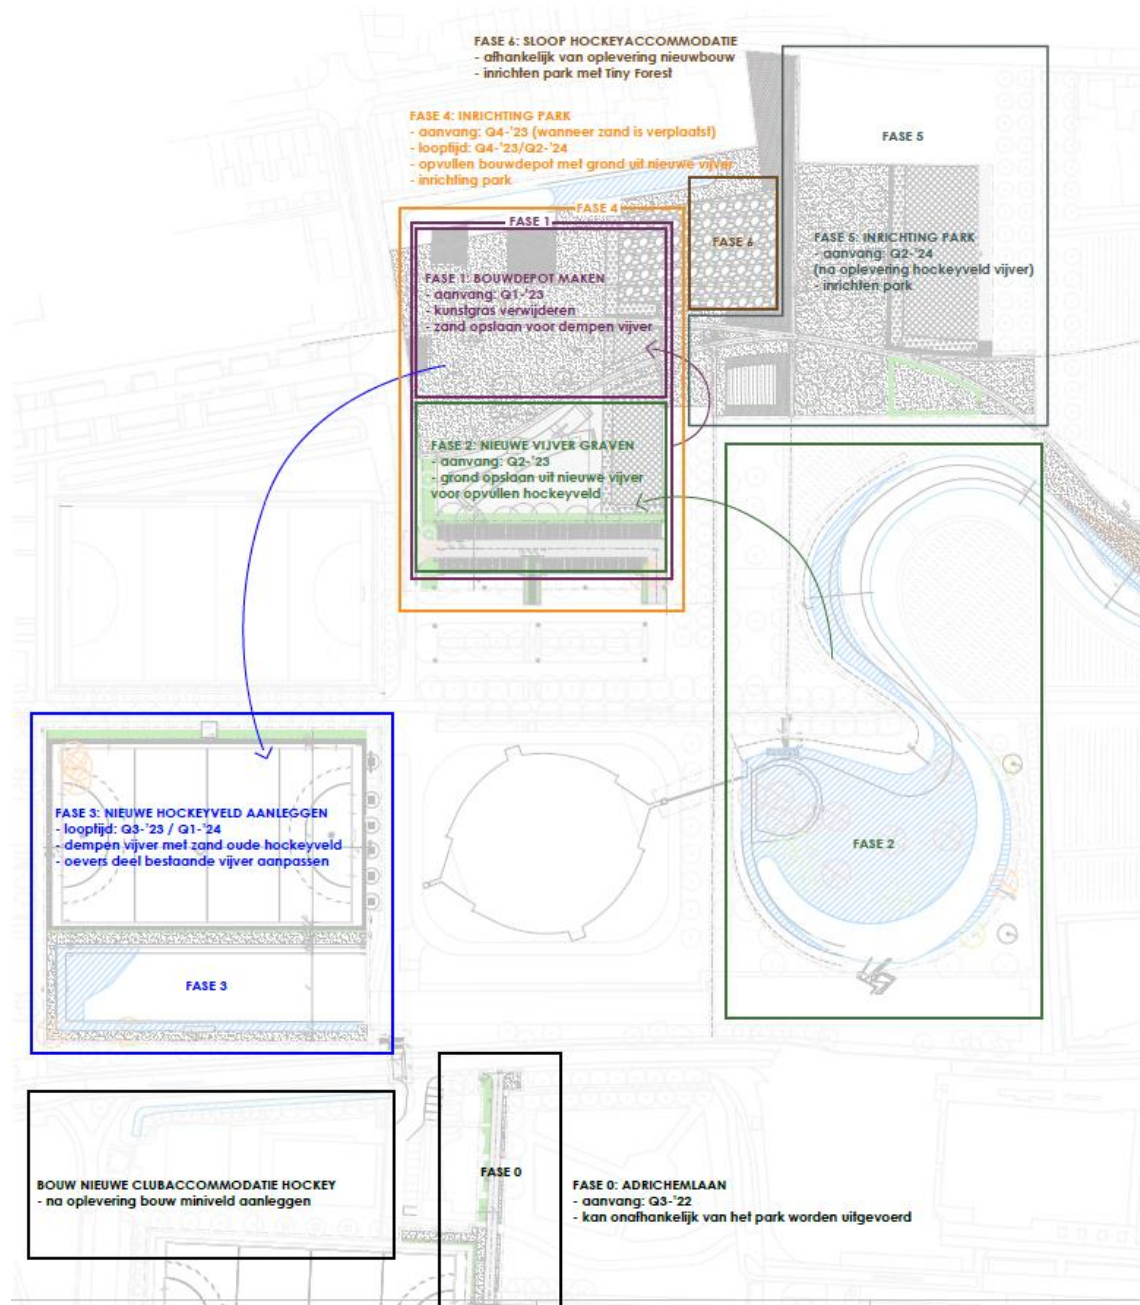 FASE 6: SLOOP HOCKEYACCOMMODATIE
- afhankelijk van oplevering nieuwbouw
- inrichten park met Tiny Forest
FASE 4: INRICHTING PARK
- aanvang: Q4-'23 (wanneer zand is verplaatst)
- looptijd: Q4-'23/Q2-'24
- opvullen bouwdepot met grond uit nieuwe vijver
- inrichting park
FASE 5
FASE 4
FASE 1
FASE 6
FASE 5: INRICHTING PARK
- aanvang: Q2-'24
(na oplevering hockeyveld vijver)
- inrichten park
FASE 1: BOUWDEPOT MAKEN
- aanvang: Q1-'23
- kunstgras verwijderen
- zand opslaan voor dempen vijver
FASE 2: NIEUWE VIJVER GRAVEN
- aanvang: Q2-'23
- grond opslaan uit nieuwe vijver
voor opvullen hockeyveld
FASE 3: NIEUWE HOCKEYVELD AANLEGGEN
- looptijd: Q3-'23 / Q1-'24
- dempen vijver met zand oude hockeyveld
- oevers deel bestaande vijver aanpassen
FASE 2
FASE 3
BOUW NIEUWE CLUBACCOMMODATIE HOCKEY
- na oplevering bouw miniveld aanleggen
FASE 0
FASE 0: ADRICHEMLAAN
- aanvang: Q3-'22
- kan onafhankelijk van het park worden uitgevoerd